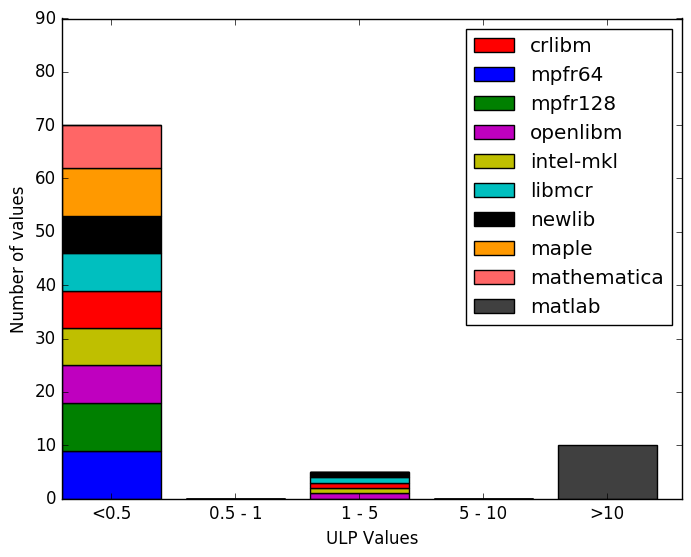 90
80
70
60
50
40
30
20
10
0
Number of values
<0.5
0.5 - 1
1 - 5
5 - 10
>10
ULP Values
crlibm
mpfr64
mpfr128
openlibm
intel-mkl
libmcr
newlib
maple
mathematica
matlab